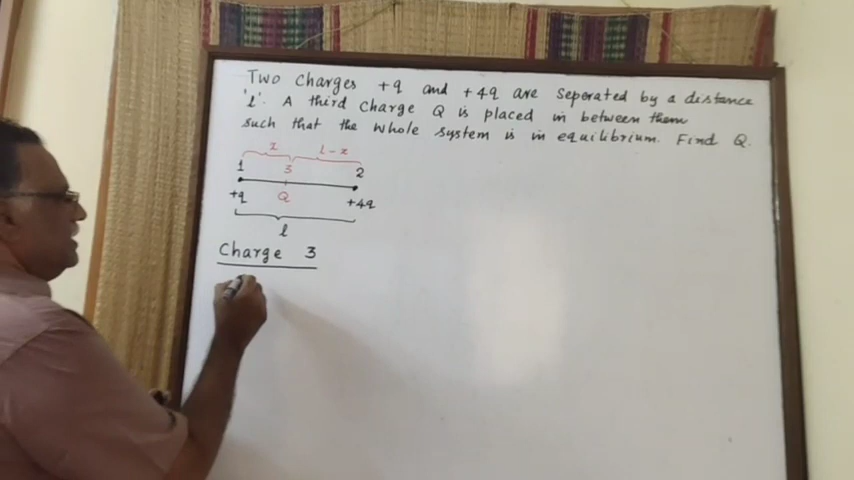 Two Charges +q and +4q are seperated by a distance
'l'. A third Charge Q is placed in between them
such that the whole system is in equilibrium. Find Q.
x l - x
1 3 2
+q Q +4q
l
Charge 3